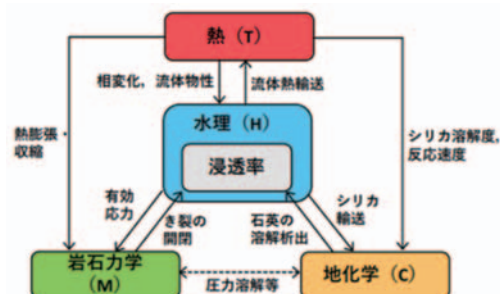 熱（T）
相変化，流体物性
流体熱輸送
水理（H）
熱膨張・
収縮
シリカ溶解度，
反応速度
浸透率
有効
応力
き裂の
開閉
石英の
溶解析出
シリカ
輸送
岩石力学
（M）
圧力溶解等
地化学（C）